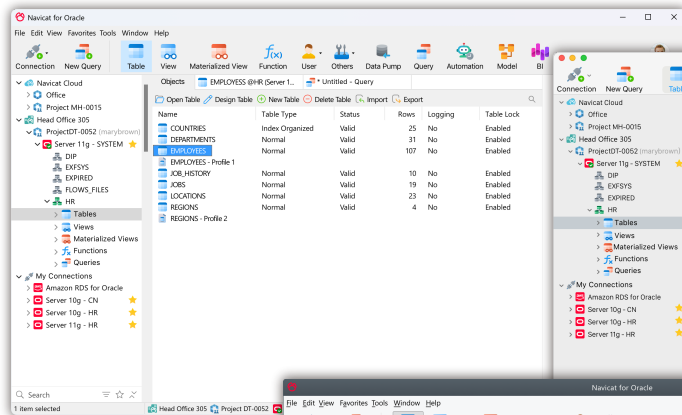 Navicat for Oracle
File Edit View Favorites Tools Window Help
Connection New Query Table View Materialized View Function User Others Data Pump Query Automation Model BI
Navicat Cloud
Office
Project MH-0015
Head Office 305
ProjectDT-0052 (marybrown)
Server 11g - SYSTEM
DIP
EXFSYS
EXPIRED
FLOWS_FILES
HR
Tables
Views
Materialized Views
Functions
Queries
My Connections
Amazon RDS for Oracle
Server 10g - CN
Server 10g - HR
Server 11g - HR
Search
1 item selected
Objects EMPLOYESS @HR (Server 1... Untitled - Query
Open Table Design Table New Table Delete Table Import Export
Name Table Type Status Rows Logging Table Lock
COUNTRIES Index Organized Valid 25 No Enabled
DEPARTMENTS Normal Valid 31 No Enabled
EMPLOYEES Normal Valid 107 No Enabled
EMPLOYEES - Profile 1
JOB_HISTORY Normal Valid 10 No Enabled
JOBS Normal Valid 19 No Enabled
LOCATIONS Normal Valid 23 No Enabled
REGIONS Normal Valid 4 No Enabled
REGIONS - Profile 2
Head Office 305 Project DT-0052
Connection New Query Tabl
Navicat Cloud
Office
Project MH-0015
Head Office 305
ProjectDT-0052 (marybrown)
Server 11g - SYSTEM
DIP
EXFSYS
EXPIRED
HR
Tables
Views
Materialized Views
Functions
Queries
My Connections
Amazon RDS for Oracle
Server 10g - CN
Server 10g - HR
Server 11g - HR
Navicat for Oracle
File Edit View Favorites Tools Window Help